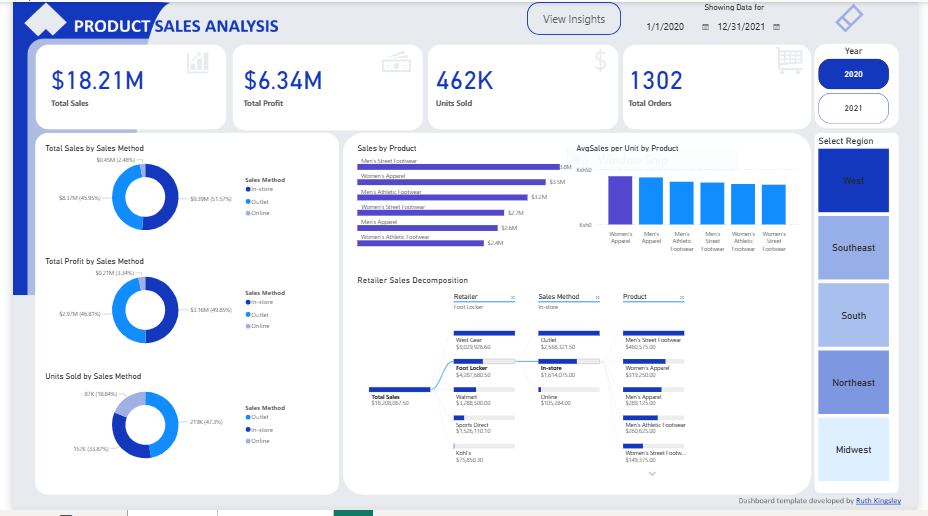 PRODUCT SALES ANALYSIS
View Insights
Showing Data for
1/1/2020
12/31/2021
$18.21M
Total Sales
$6.34M
Total Profit
462K
Units Sold
1302
Total Orders
Year
2020
2021
Total Sales by Sales Method
$0.45M (2.48%)
$8.37M (45.95%)
$9.39M (51.57%)
Sales Method
In-store
Outlet
Online
Total Profit by Sales Method
$0.21M (3.34%)
$2.97M (46.81%)
$3.16M (49.85%)
Sales Method
In-store
Outlet
Online
Units Sold by Sales Method
87K (18.84%)
219K (47.3%)
157K (33.87%)
Sales Method
Outlet
In-store
Online
Sales by Product
Men's Street Footwear
Women's Apparel
$3.5M
Men's Athletic Footwear
$3.2M
Women's Street Footwear
$2.7M
Men's Apparel
$2.6M
Women's Athletic Footwear
$2.4M
AvgSales per Unit by Product
Window Snip
Ksh50
Ksh0
Women's Apparel
Men's Apparel
Men's Athletic Footwear
Men's Street Footwear
Women's Athletic Footwear
Women's Street Footwear
Retailer Sales Decomposition
Retailer
Foot Locker
Sales Method
In-store
Product
Total Sales
$18,208,067.50
West Gear
$9,029,926.60
Foot Locker
$4,287,680.50
Walmart
$3,288,500.00
Sports Direct
$1,526,110.10
Kohl's
$75,850.30
Outlet
$2,568,321.50
In-store
$1,614,075.00
Online
$105,284.00
Men's Street Footwear
$460,575.00
Women's Apparel
$319,250.00
Men's Apparel
$289,125.00
Men's Athletic Footwear
$260,625.00
Women's Street Footw...
$149,375.00
Select Region
West
Southeast
South
Northeast
Midwest
Dashboard template developed by Ruth Kingsley